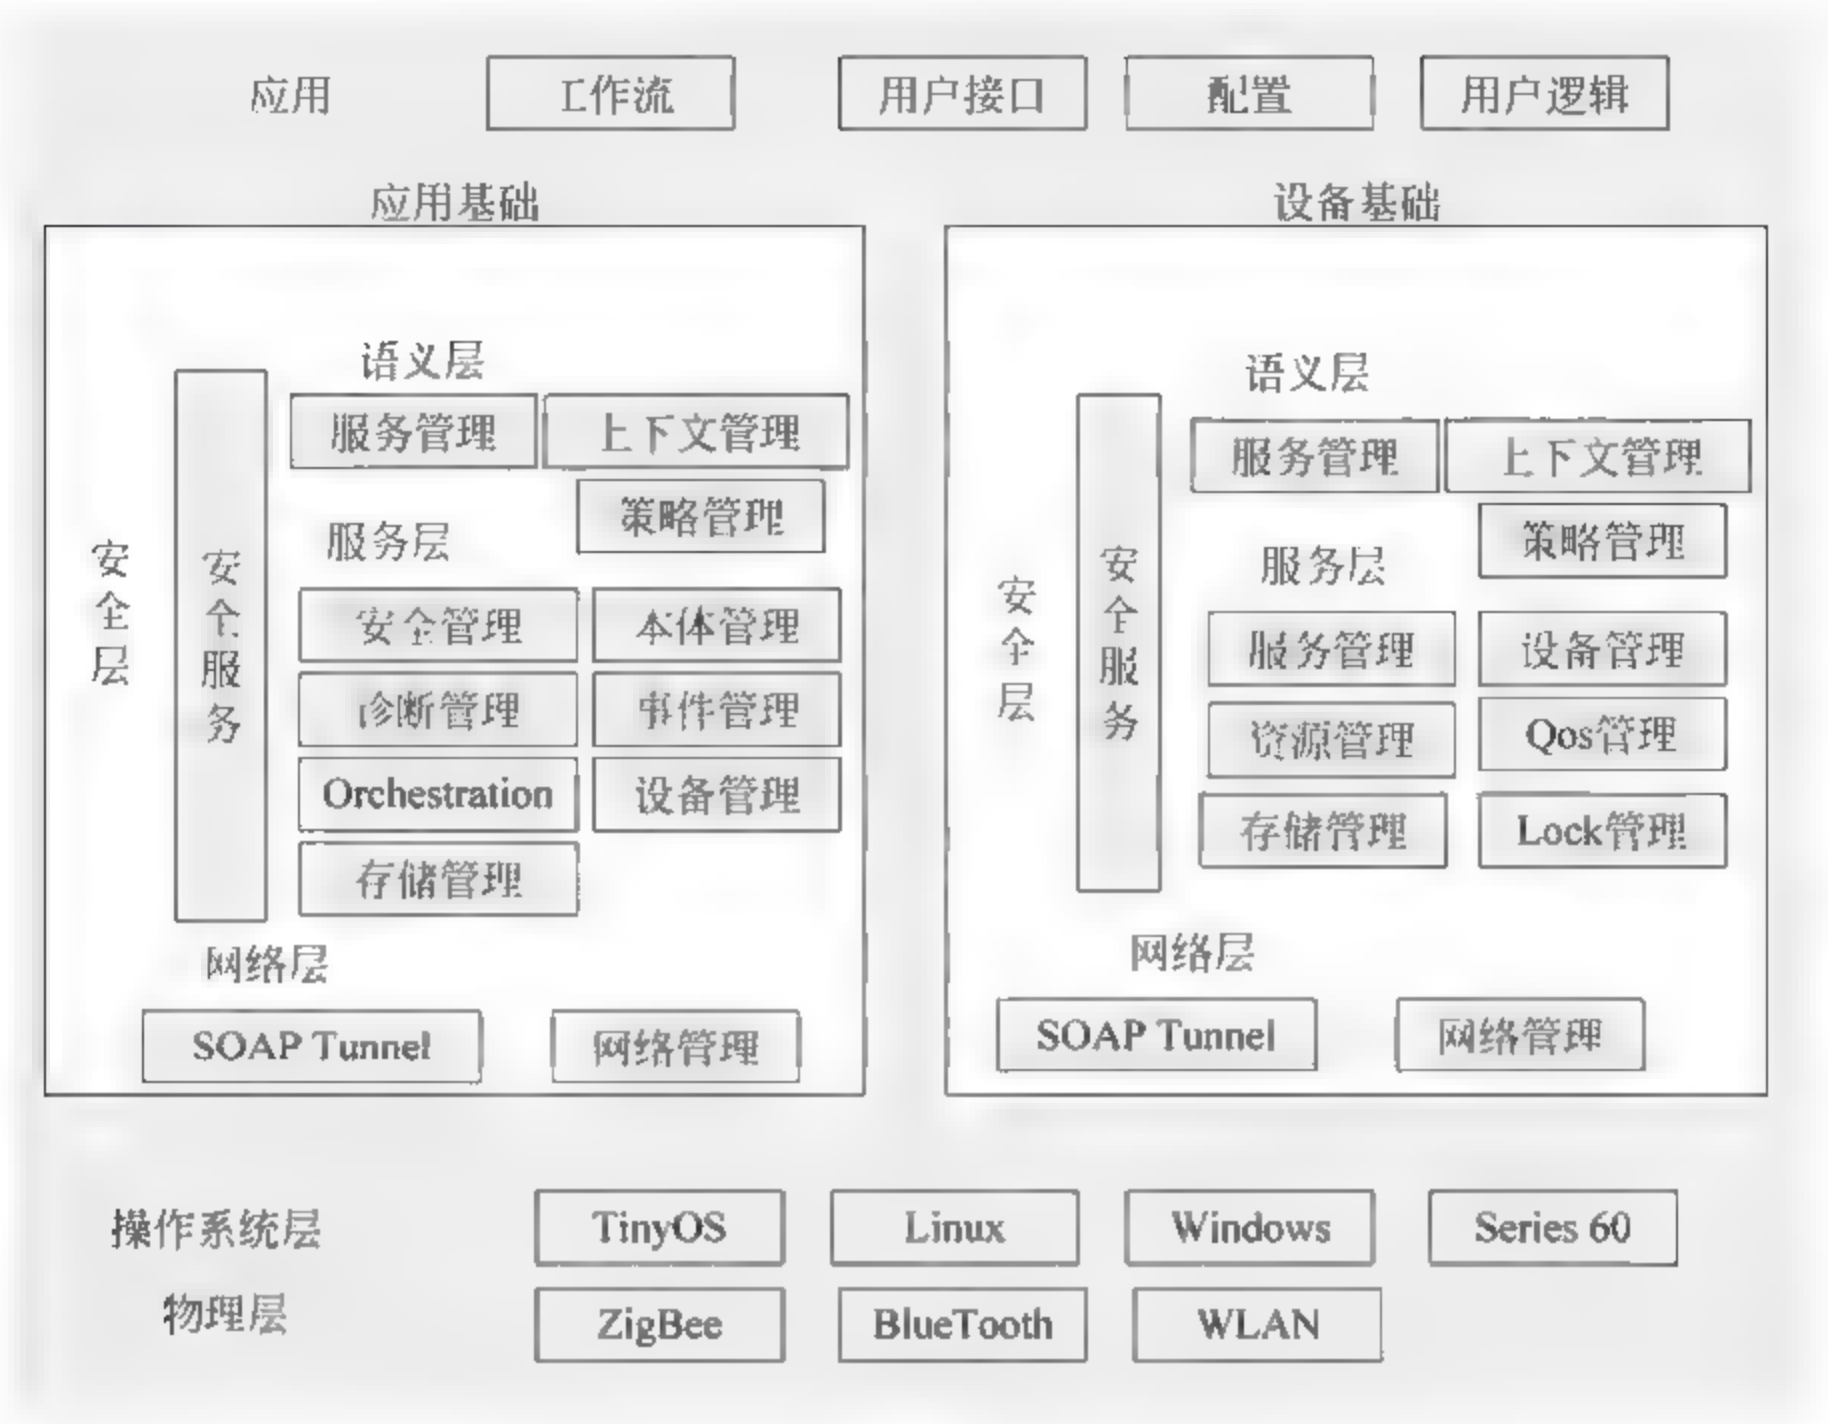 应用 工作流 用户接口 配置 用户逻辑
应用基础
安全层
安全服务
语义层
服务管理 上下文管理
策略管理
服务层
安全管理 本体管理
诊断管理 事件管理
Orchestration 设备管理
存储管理
网络层
SOAP Tunnel 网络管理
设备基础
安全层
安全服务
语义层
服务管理 上下文管理
策略管理
服务层
服务管理 设备管理
资源管理 Qos管理
存储管理 Lock管理
网络层
SOAP Tunnel 网络管理
操作系统层 TinyOS Linux Windows Series 60
物理层 ZigBee BlueTooth WLAN